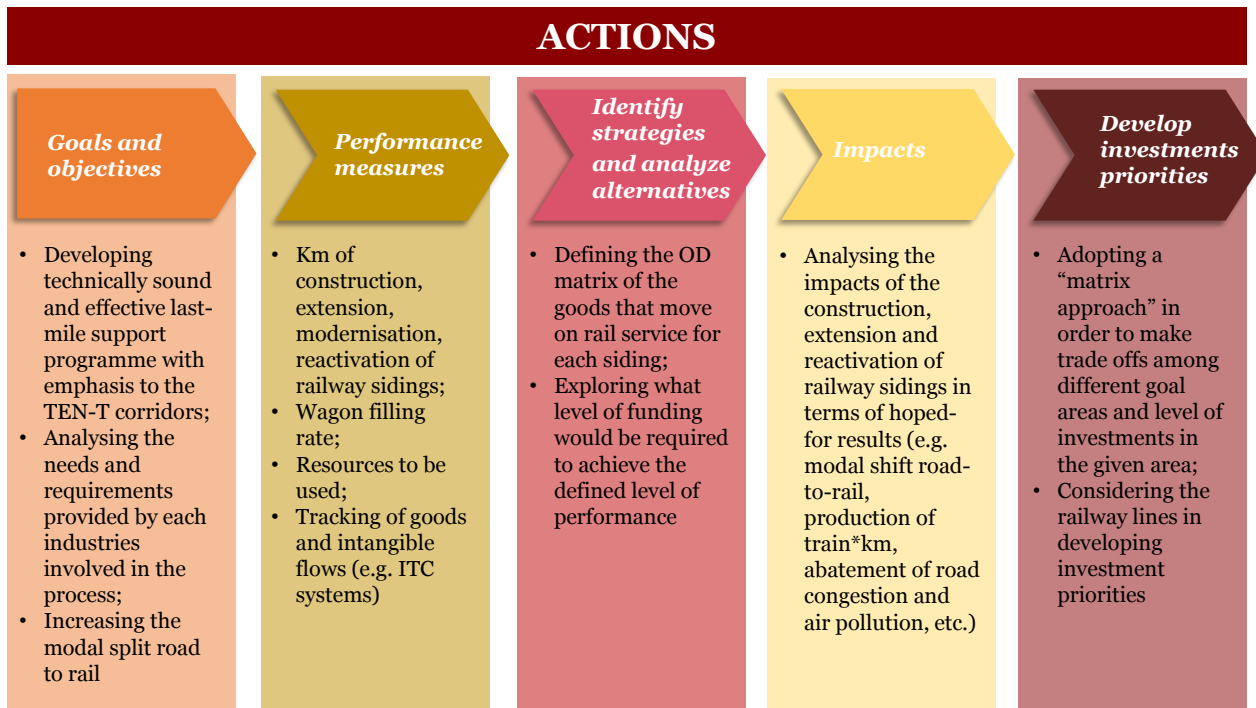 ACTIONS
Goals and
objectives
• Developing
technically sound
and effective last-
mile support
programme with
emphasis to the
TEN-T corridors;
• Analysing the
needs and
requirements
provided by each
industries
involved in the
process;
• Increasing the
modal split road
to rail
Performance
measures
• Km of
construction,
extension,
modernisation,
reactivation of
railway sidings;
• Wagon filling
rate;
• Resources to be
used;
• Tracking of goods
and intangible
flows (e.g. ITC
systems)
Identify
strategies
and analyze
alternatives
• Defining the OD
matrix of the
goods that move
on rail service for
each siding;
• Exploring what
level of funding
would be required
to achieve the
defined level of
performance
Impacts
• Analysing the
impacts of the
construction,
extension and
reactivation of
railway sidings in
terms of hoped-
for results (e.g.
modal shift road-
to-rail,
production of
train*km,
abatement of road
congestion and
air pollution, etc.)
Develop
investments
priorities
• Adopting a
“matrix
approach” in
order to make
trade offs among
different goal
areas and level of
investments in
the given area;
• Considering the
railway lines in
developing
investment
priorities